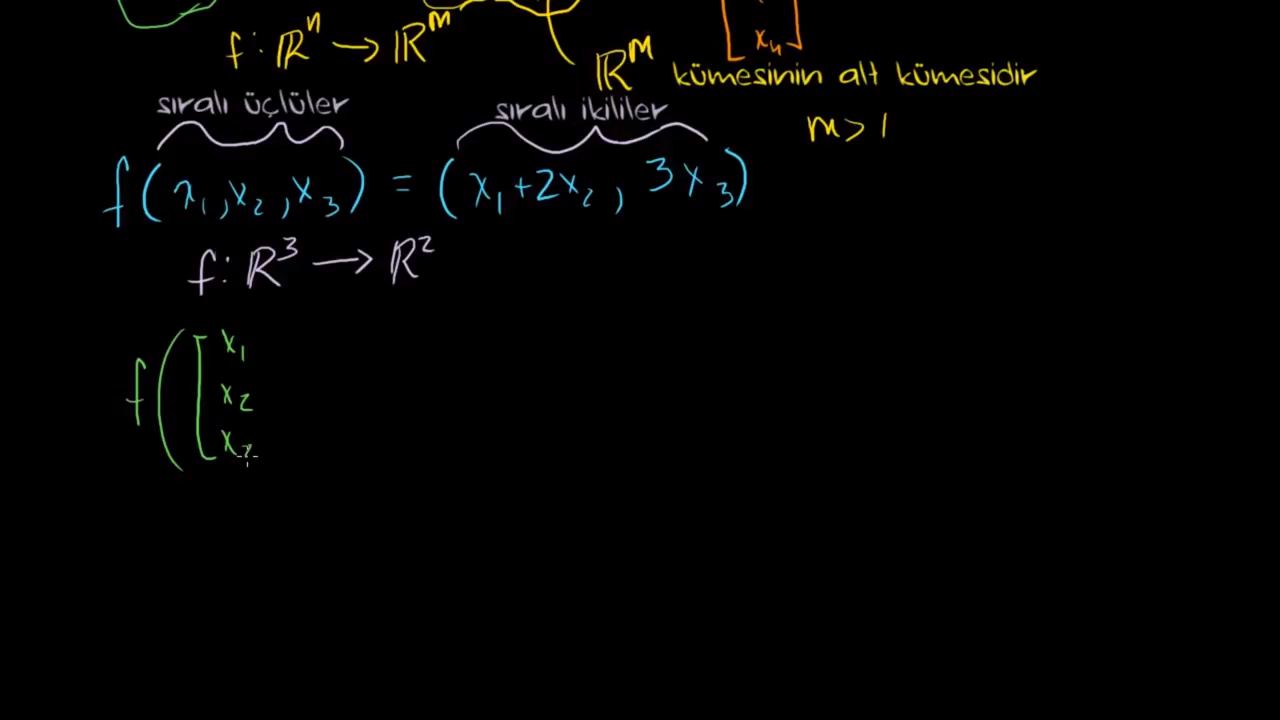 f: ℝⁿ → ℝᵐ
xₙ
ℝᵐ kümesinin alt kümesidir
m > 1
sıralı üçlüler sıralı ikililer
f(x₁, x₂, x₃) = (x₁+2x₂, 3x₃)
f: ℝ³ → ℝ²
f([x₁
x₂
x₃